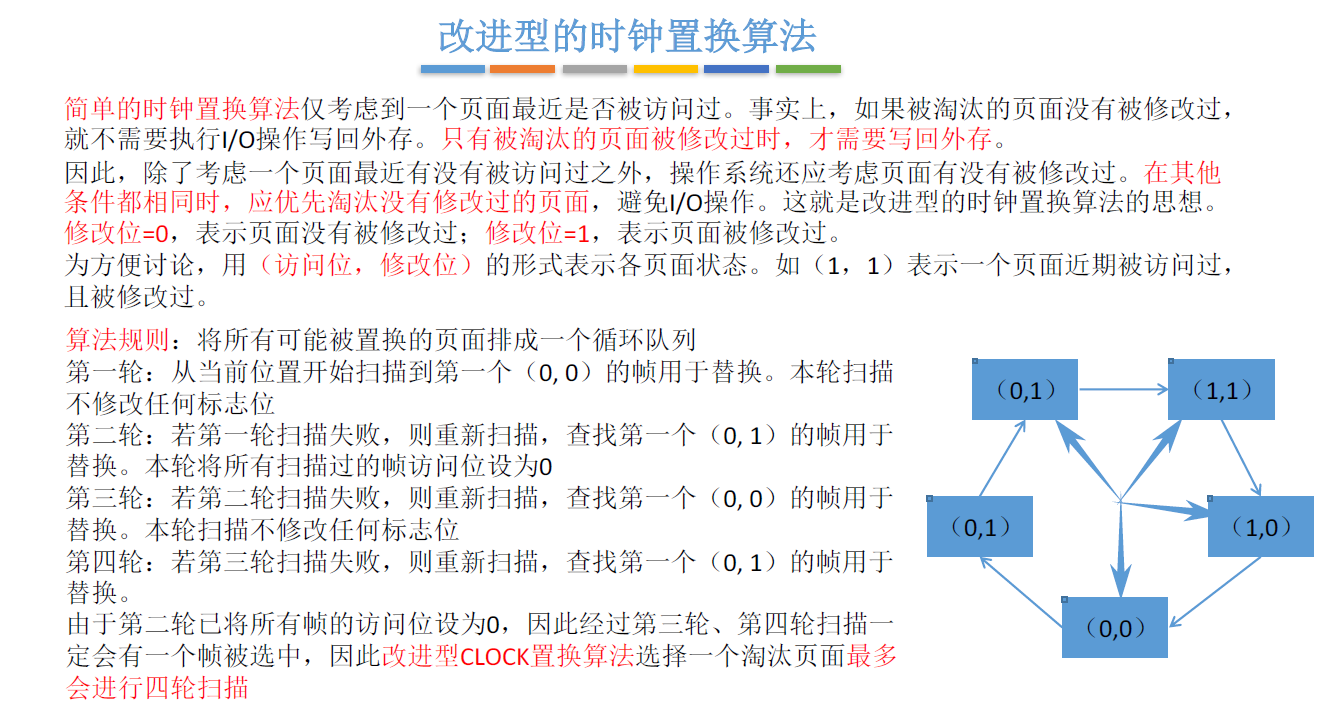 改进型的时钟置换算法
简单的时钟置换算法仅考虑到一个页面最近是否被访问过。事实上，如果被淘汰的页面没有被修改过，
就不需要执行I/O操作写回外存。只有被淘汰的页面被修改过时，才需要写回外存。
因此，除了考虑一个页面最近有没有被访问过之外，操作系统还应考虑页面有没有被修改过。在其他
条件都相同时，应优先淘汰没有修改过的页面，避免I/O操作。这就是改进型的时钟置换算法的思想。
修改位=0，表示页面没有被修改过；修改位=1，表示页面被修改过。
为方便讨论，用（访问位，修改位）的形式表示各页面状态。如（1，1）表示一个页面近期被访问过，
且被修改过。
算法规则：将所有可能被置换的页面排成一个循环队列
第一轮：从当前位置开始扫描到第一个（0, 0）的帧用于替换。本轮扫描
不修改任何标志位
第二轮：若第一轮扫描失败，则重新扫描，查找第一个（0, 1）的帧用于
替换。本轮将所有扫描过的帧访问位设为0
第三轮：若第二轮扫描失败，则重新扫描，查找第一个（0, 0）的帧用于
替换。本轮扫描不修改任何标志位
第四轮：若第三轮扫描失败，则重新扫描，查找第一个（0, 1）的帧用于
替换。
由于第二轮已将所有帧的访问位设为0，因此经过第三轮、第四轮扫描一
定会有一个帧被选中，因此改进型CLOCK置换算法选择一个淘汰页面最多
会进行四轮扫描
（0,1）
（1,1）
（0,1）
（1,0）
（0,0）